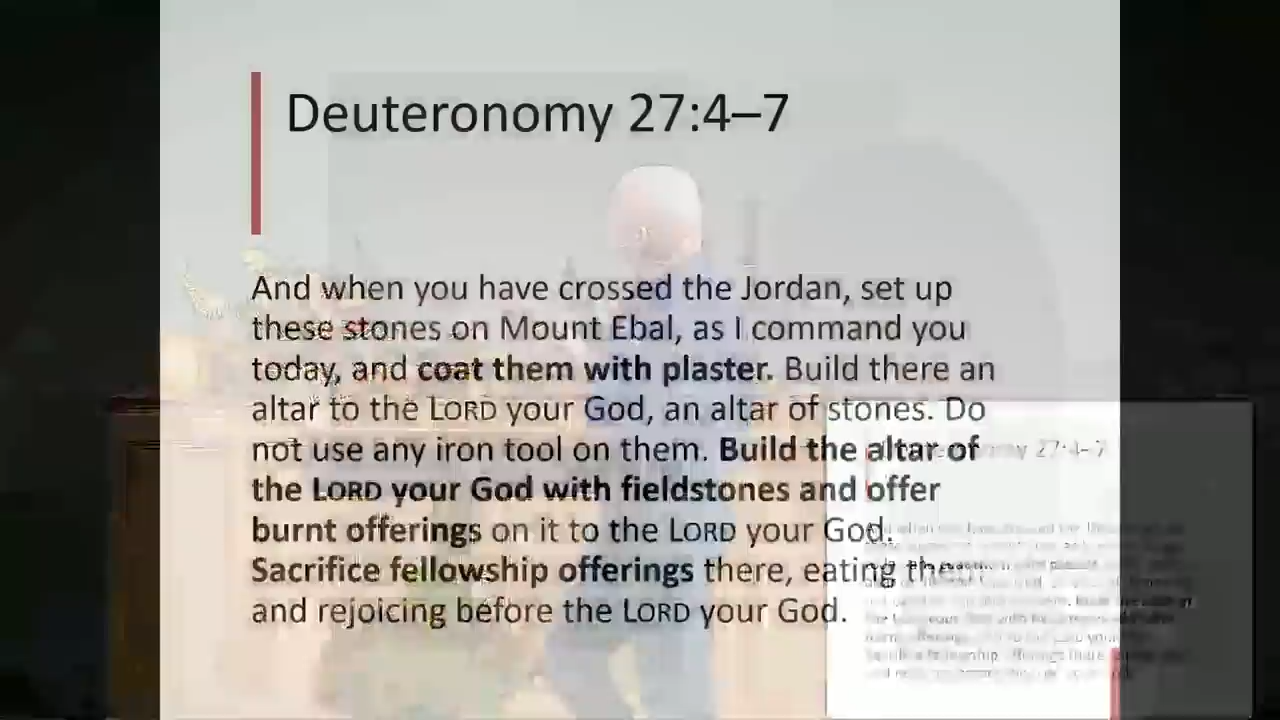 Deuteronomy 27:4–7
And when you have crossed the Jordan, set up
these stones on Mount Ebal, as I command you
today, and coat them with plaster. Build there an
altar to the LORD your God, an altar of stones. Do
not use any iron tool on them. Build the altar of
the LORD your God with fieldstones and offer
burnt offerings on it to the LORD your God.
Sacrifice fellowship offerings there, eating them
and rejoicing before the LORD your God.
27:4–7